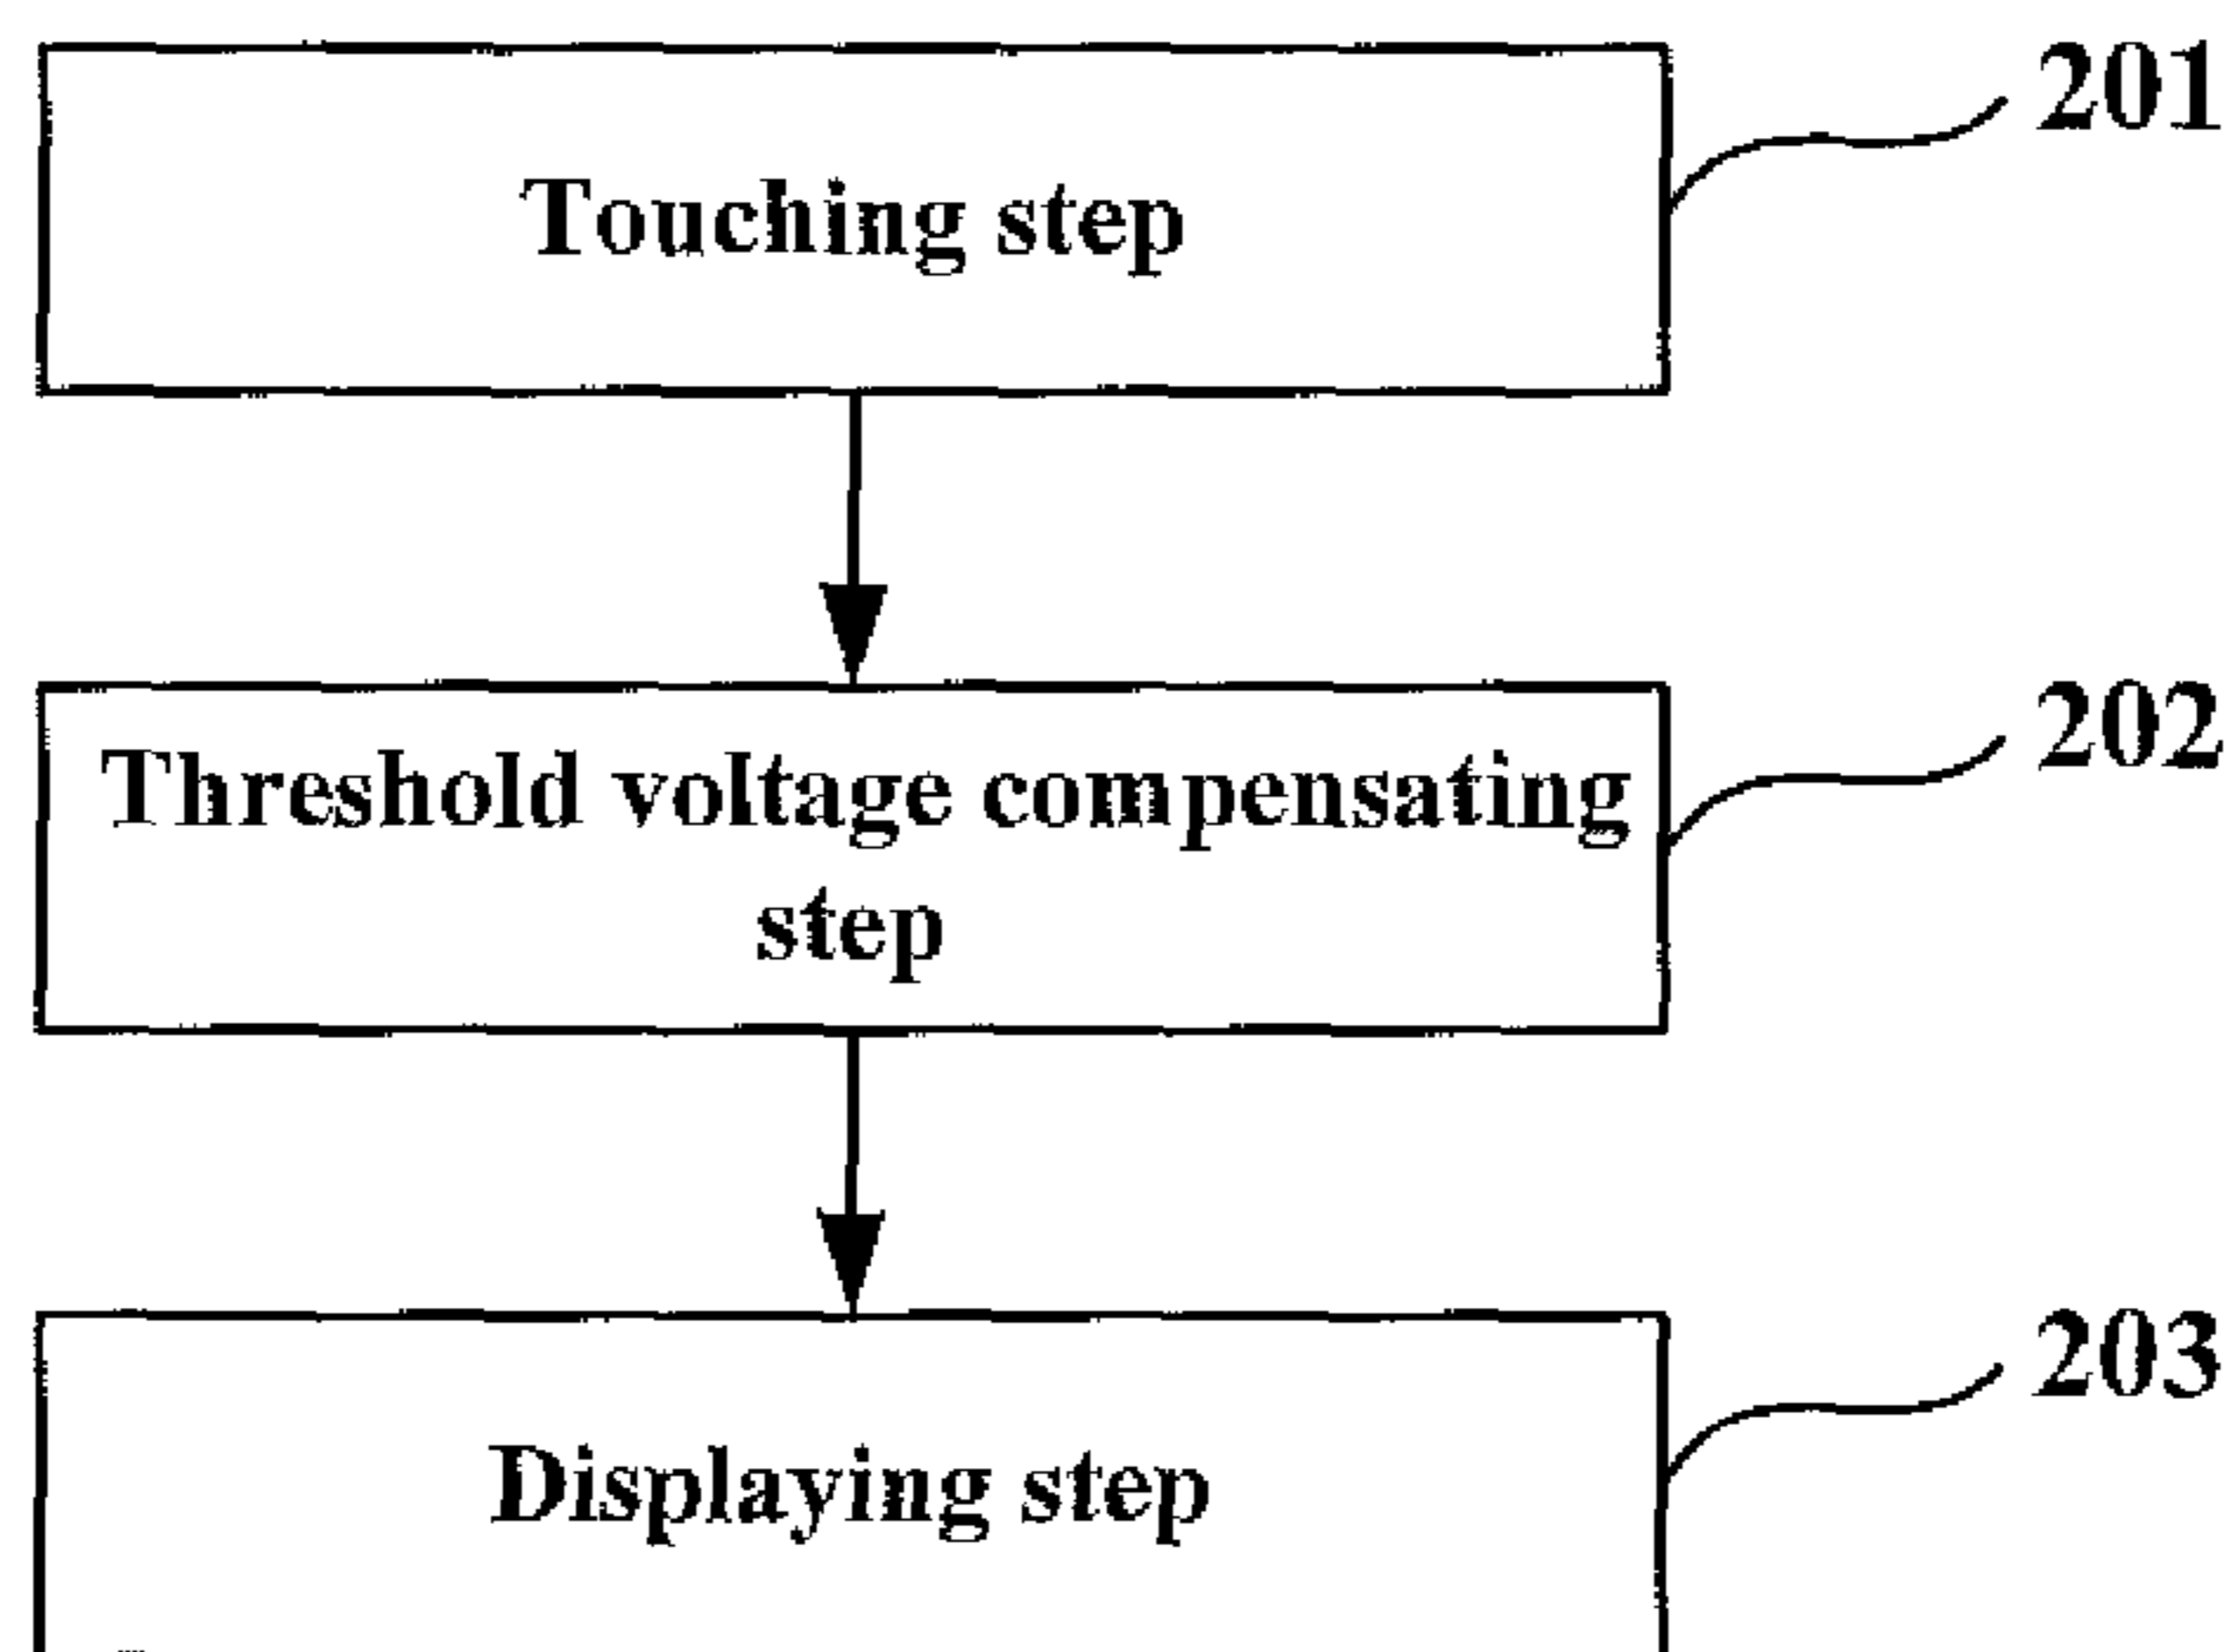 Touching step
201
Threshold voltage compensating
step
202
Displaying step
203